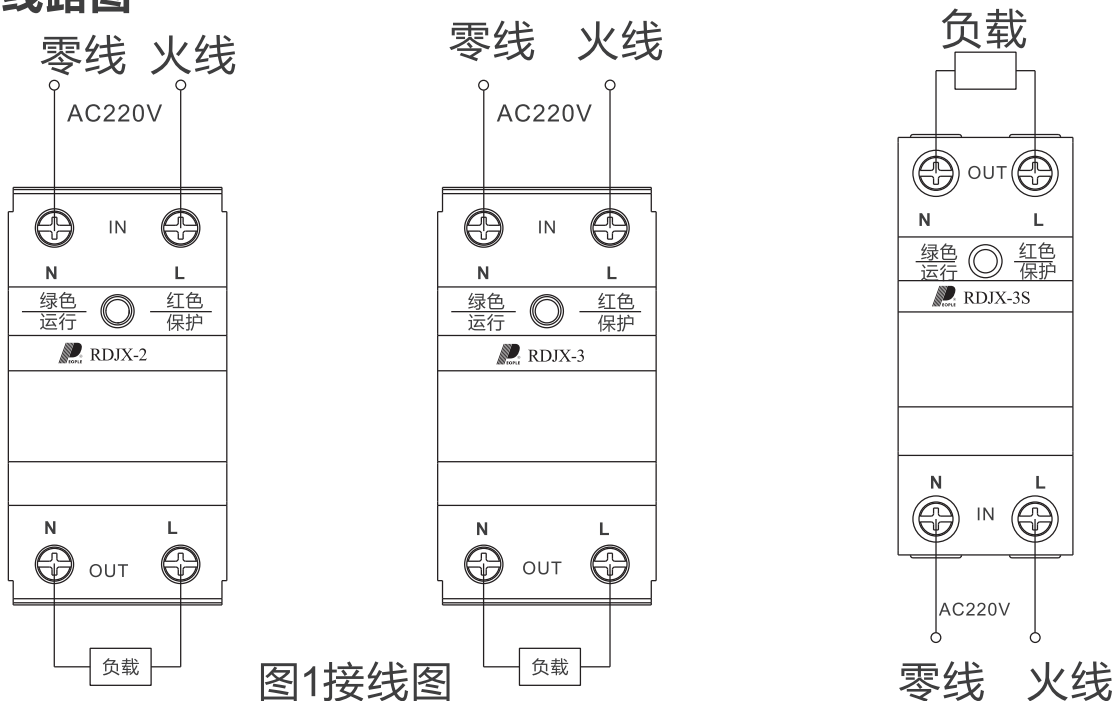 线路图
零线 火线
AC220V
IN
N L
绿色
运行
红色
保护
PEOPLE RDJX-2
N L
OUT
负载
零线 火线
AC220V
IN
N L
绿色
运行
红色
保护
PEOPLE RDJX-3
N L
OUT
负载
图1接线图
负载
OUT
N L
绿色
运行
红色
保护
PEOPLE RDJX-3S
N L
IN
AC220V
零线 火线